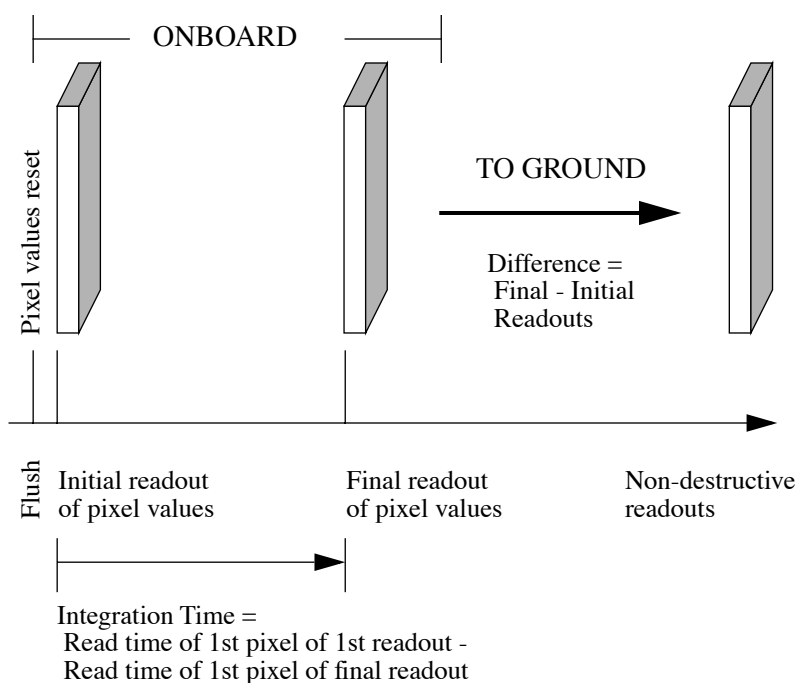 ONBOARD
Pixel values reset
TO GROUND
Difference =
Final - Initial
Readouts
Flush
Initial readout
of pixel values
Final readout
of pixel values
Non-destructive
readouts
Integration Time =
Read time of 1st pixel of 1st readout -
Read time of 1st pixel of final readout